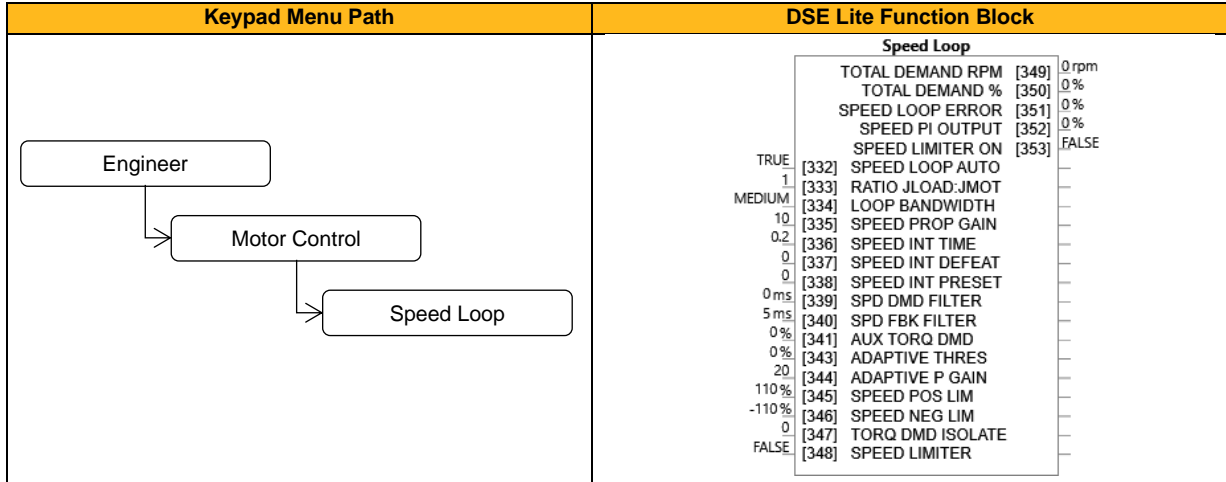 Keypad Menu Path
DSE Lite Function Block
Engineer
Motor Control
Speed Loop
Speed Loop
TOTAL DEMAND RPM [349] 0 rpm
TOTAL DEMAND % [350] 0 %
SPEED LOOP ERROR [351] 0 %
SPEED PI OUTPUT [352] 0 %
SPEED LIMITER ON [353] FALSE
TRUE [332] SPEED LOOP AUTO
1 [333] RATIO JLOAD:JMOT
MEDIUM [334] LOOP BANDWIDTH
10 [335] SPEED PROP GAIN
0.2 [336] SPEED INT TIME
0 [337] SPEED INT DEFEAT
0 [338] SPEED INT PRESET
0 ms [339] SPD DMD FILTER
5 ms [340] SPD FBK FILTER
0 % [341] AUX TORQ DMD
0 % [343] ADAPTIVE THRES
20 [344] ADAPTIVE P GAIN
110 % [345] SPEED POS LIM
-110 % [346] SPEED NEG LIM
0 [347] TORQ DMD ISOLATE
FALSE [348] SPEED LIMITER